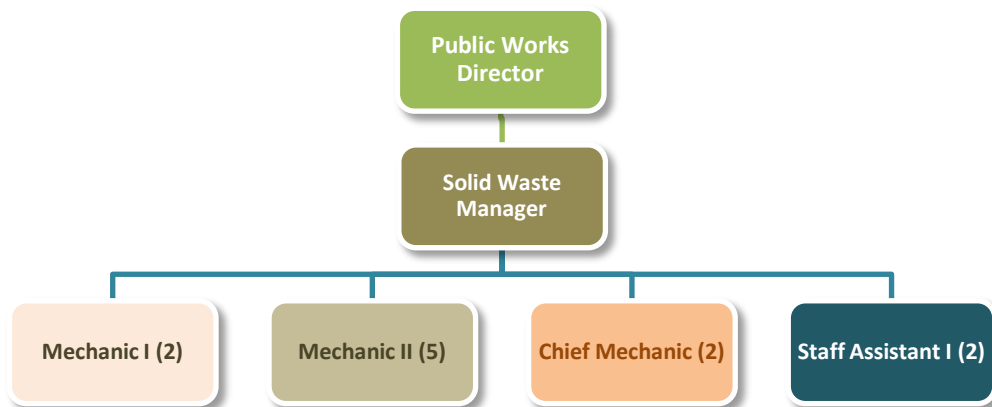 Public Works
Director
Solid Waste
Manager
Mechanic I (2)
Mechanic II (5)
Chief Mechanic (2)
Staff Assistant I (2)